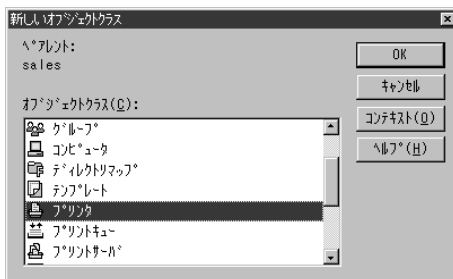 新しいｵﾌﾞｼﾞｪｸﾄｸﾗｽ
ﾍﾟｱﾚﾝﾄ:
sales
ｵﾌﾞｼﾞｪｸﾄｸﾗｽ(C):
ｸﾞﾙｰﾌﾟ
ｺﾝﾋﾟｭｰﾀ
ﾃﾞｨﾚｸﾄﾘﾏｯﾌﾟ
ﾃﾝﾌﾟﾚｰﾄ
ﾌﾟﾘﾝﾀ
ﾌﾟﾘﾝﾄｷｭｰ
ﾌﾟﾘﾝﾄｻｰﾊﾞ
OK
ｷｬﾝｾﾙ
ｺﾝﾃｷｽﾄ(O)
ﾍﾙﾌﾟ(H)